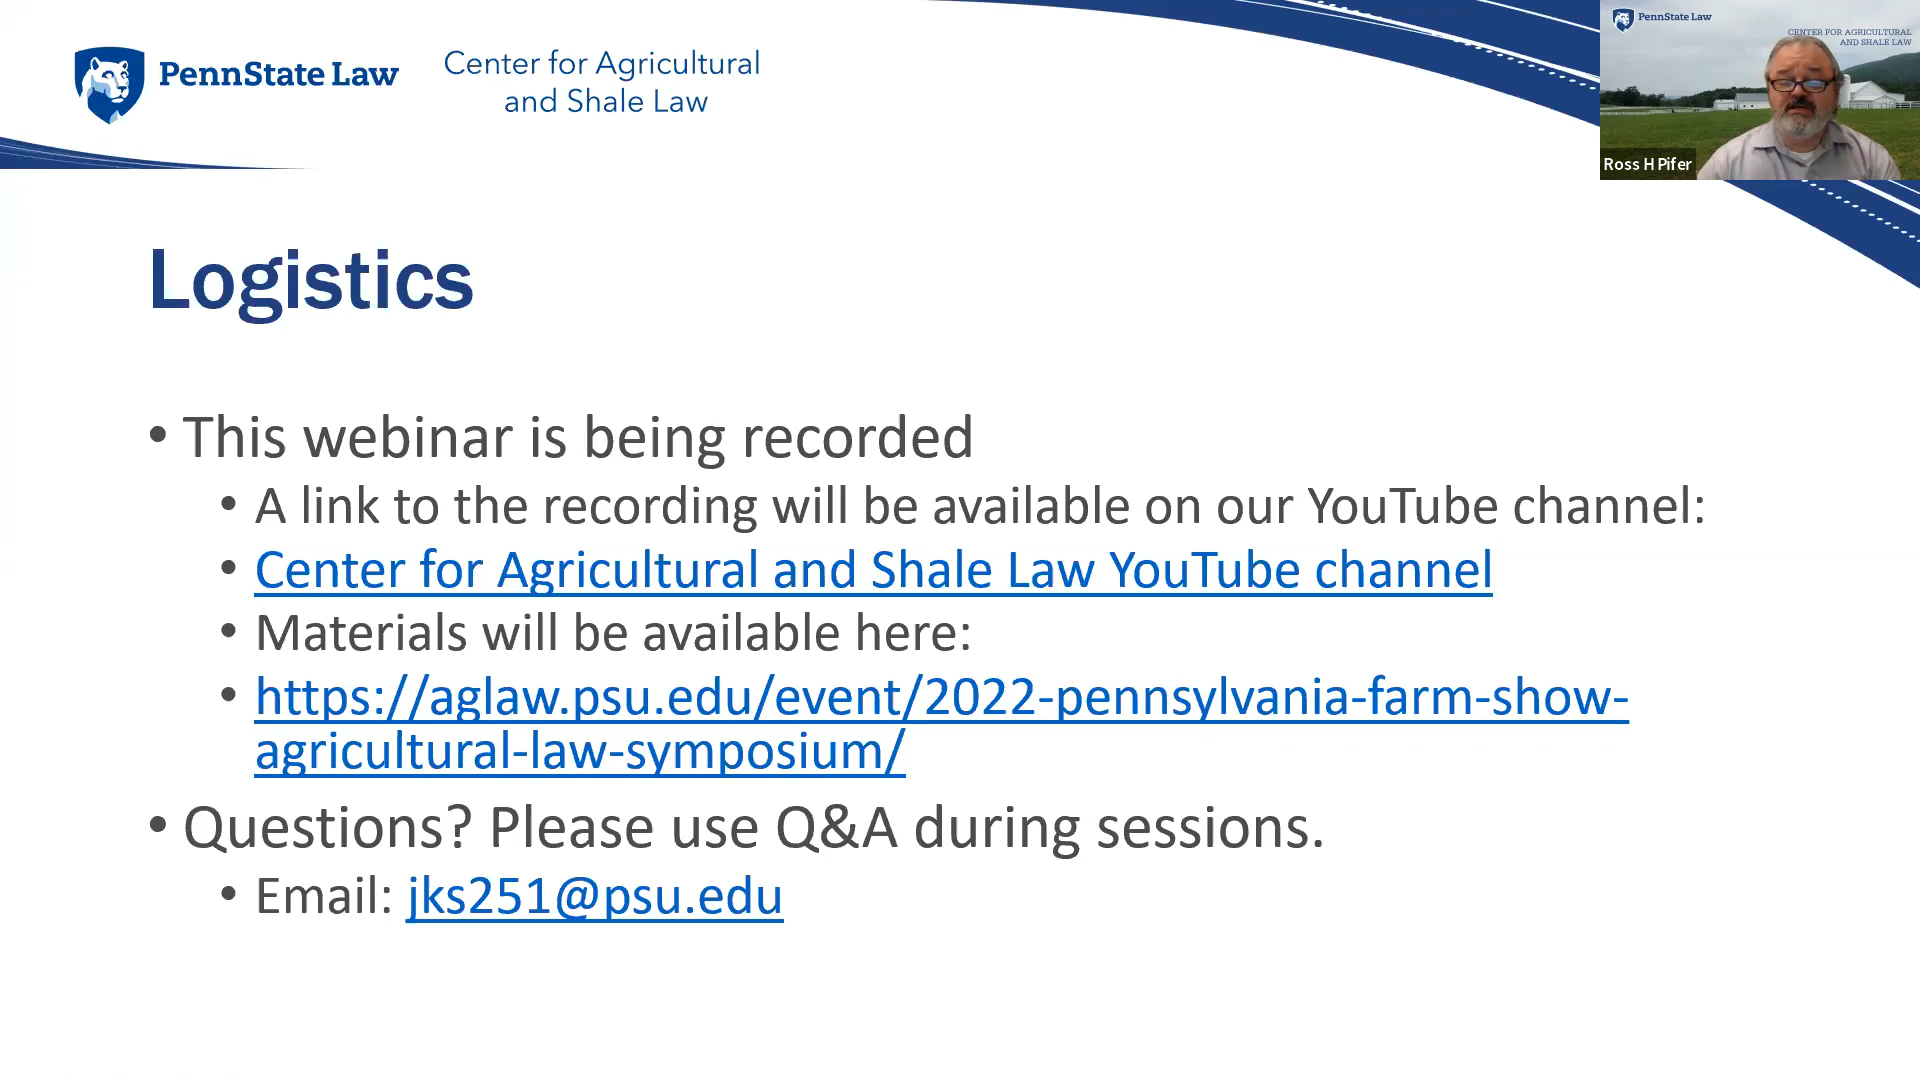 PennState Law
Center for Agricultural
and Shale Law
PennState Law
CENTER FOR AGRICULTURAL
AND SHALE LAW
Ross H Pifer
Logistics
• This webinar is being recorded
• A link to the recording will be available on our YouTube channel:
• Center for Agricultural and Shale Law YouTube channel
• Materials will be available here:
• https://aglaw.psu.edu/event/2022-pennsylvania-farm-show-
agricultural-law-symposium/
• Questions? Please use Q&A during sessions.
• Email: jks251@psu.edu